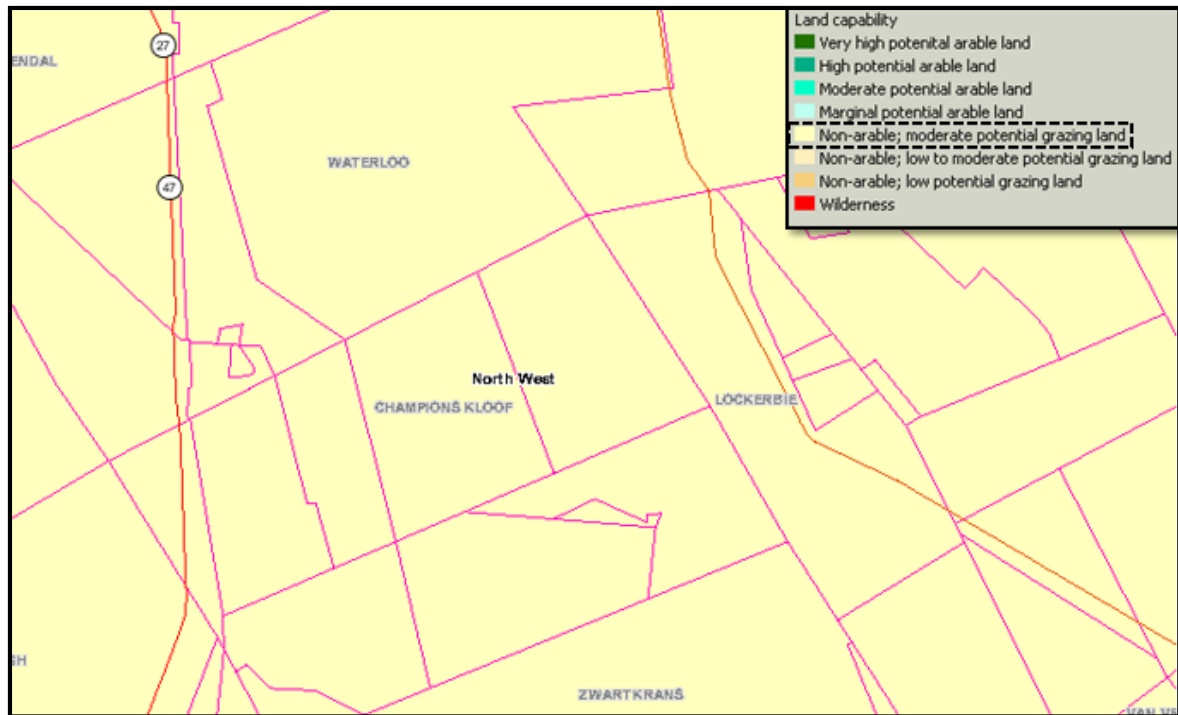 Land capability
Very high potenital arable land
High potential arable land
Moderate potential arable land
Marginal potential arable land
Non-arable; moderate potential grazing land
Non-arable; low to moderate potential grazing land
Non-arable; low potential grazing land
Wilderness
27
ENDAL
WATERLOO
47
North West
CHAMPIONS KLOOF
LOCKERBIE
ZWARTKRANS